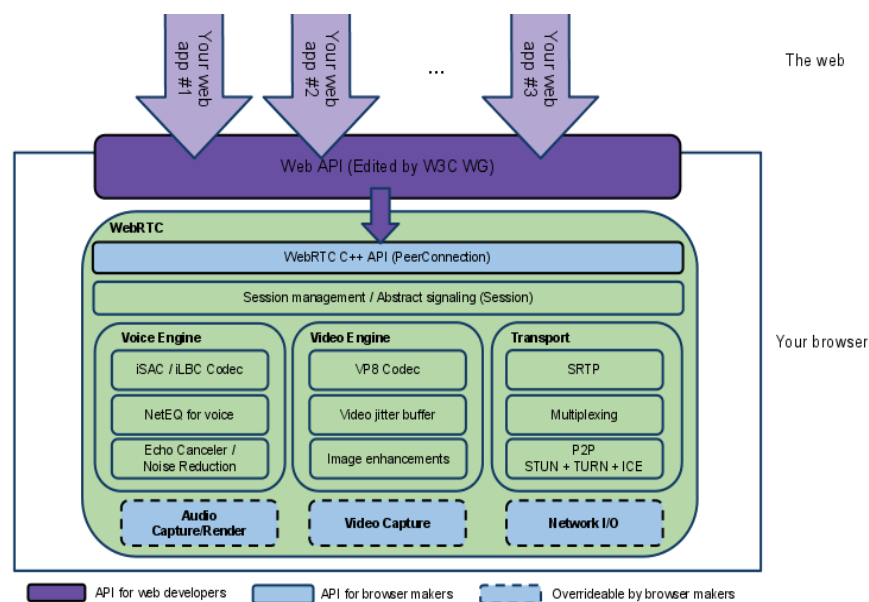 Your web
app #1
Your web
app #2
...
Your web
app #3
The web
Web API (Edited by W3C WG)
WebRTC
WebRTC C++ API (PeerConnection)
Session management / Abstract signaling (Session)
Your browser
Voice Engine
iSAC / iLBC Codec
NetEQ for voice
Echo Canceler /
Noise Reduction
Video Engine
VP8 Codec
Video jitter buffer
Image enhancements
Transport
SRTP
Multiplexing
P2P
STUN + TURN + ICE
Audio
Capture/Render
Video Capture
Network I/O
API for web developers
API for browser makers
Overrideable by browser makers